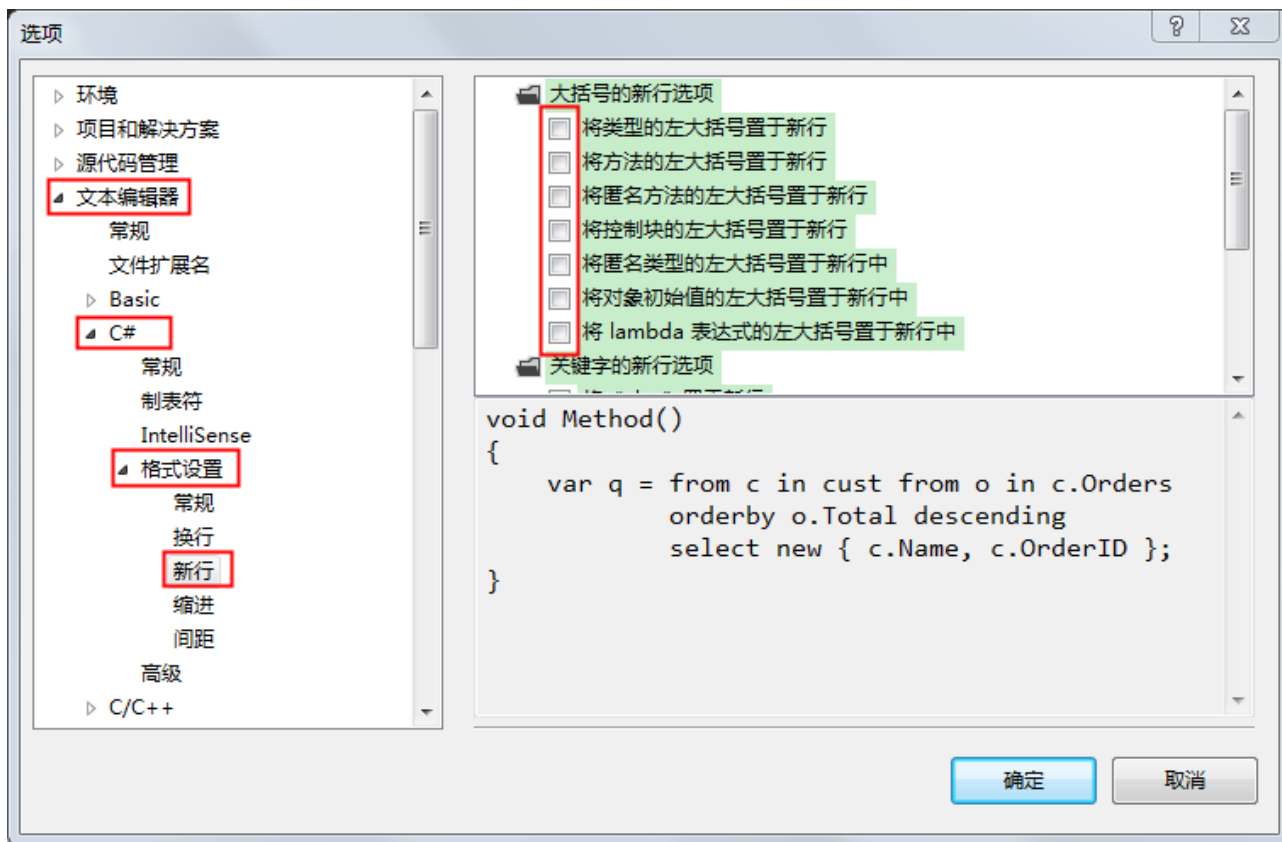 选项
环境
项目和解决方案
源代码管理
文本编辑器
常规
文件扩展名
Basic
C#
常规
制表符
IntelliSense
格式设置
常规
换行
新行
缩进
间距
高级
C/C++
大括号的新行选项
将类型的左大括号置于新行
将方法的左大括号置于新行
将匿名方法的左大括号置于新行
将控制块的左大括号置于新行
将匿名类型的左大括号置于新行中
将对象初始值的左大括号置于新行中
将 lambda 表达式的左大括号置于新行中
关键字的新行选项
void Method()
{
    var q = from c in cust from o in c.Orders
            orderby o.Total descending
            select new { c.Name, c.OrderID };
}
确定
取消